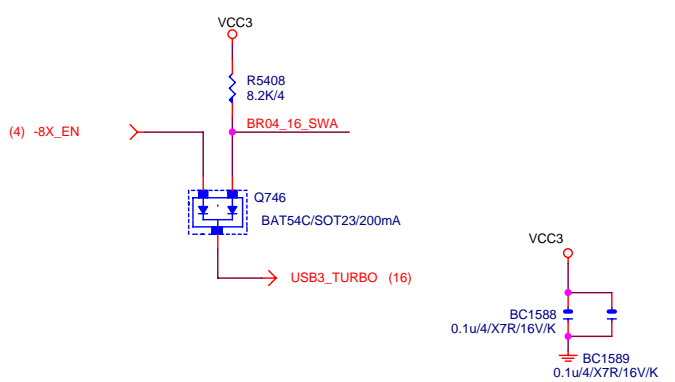 VCC3
R5408
8.2K/4
(4) -8X_EN
BR04_16_SWA
Q746
BAT54C/SOT23/200mA
USB3_TURBO (16)
VCC3
BC1588
0.1u/4/X7R/16V/K
BC1589
0.1u/4/X7R/16V/K